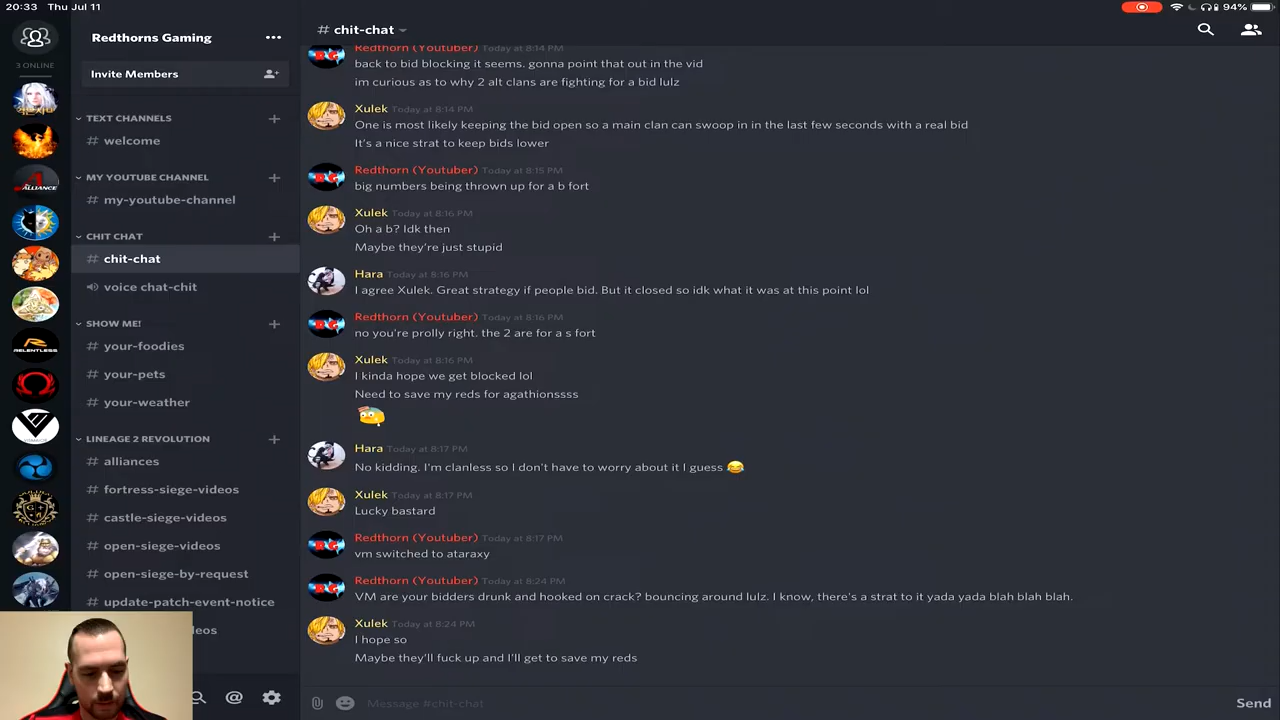 20:33 Thu Jul 11
94%
3 ONLINE
ALLIANCE
RELENTLESS
Redthorns Gaming
Invite Members
TEXT CHANNELS
# welcome
MY YOUTUBE CHANNEL
# my-youtube-channel
CHIT CHAT
# chit-chat
voice chat-chit
SHOW ME!
# your-foodies
# your-pets
# your-weather
LINEAGE 2 REVOLUTION
# alliances
# fortress-siege-videos
# castle-siege-videos
# open-siege-videos
# open-siege-by-request
# update-patch-event-notice
# chit-chat
Redthorn (Youtuber) Today at 8:14 PM
back to bid blocking it seems. gonna point that out in the vid
im curious as to why 2 alt clans are fighting for a bid lulz
Xulek Today at 8:14 PM
One is most likely keeping the bid open so a main clan can swoop in in the last few seconds with a real bid
It's a nice strat to keep bids lower
Redthorn (Youtuber) Today at 8:15 PM
big numbers being thrown up for a b fort
Xulek Today at 8:16 PM
Oh a b? Idk then
Maybe they're just stupid
Hara Today at 8:16 PM
I agree Xulek. Great strategy if people bid. But it closed so idk what it was at this point lol
Redthorn (Youtuber) Today at 8:16 PM
no you're prolly right. the 2 are for a s fort
Xulek Today at 8:16 PM
I kinda hope we get blocked lol
Need to save my reds for agathionssss
Hara Today at 8:17 PM
No kidding. I'm clanless so I don't have to worry about it I guess 😂
Xulek Today at 8:17 PM
Lucky bastard
Redthorn (Youtuber) Today at 8:17 PM
vm switched to ataraxy
Redthorn (Youtuber) Today at 8:24 PM
VM are your bidders drunk and hooked on crack? bouncing around lulz. I know, there's a strat to it yada yada blah blah blah.
Xulek Today at 8:24 PM
I hope so
Maybe they'll fuck up and I'll get to save my reds
Message #chit-chat
Send